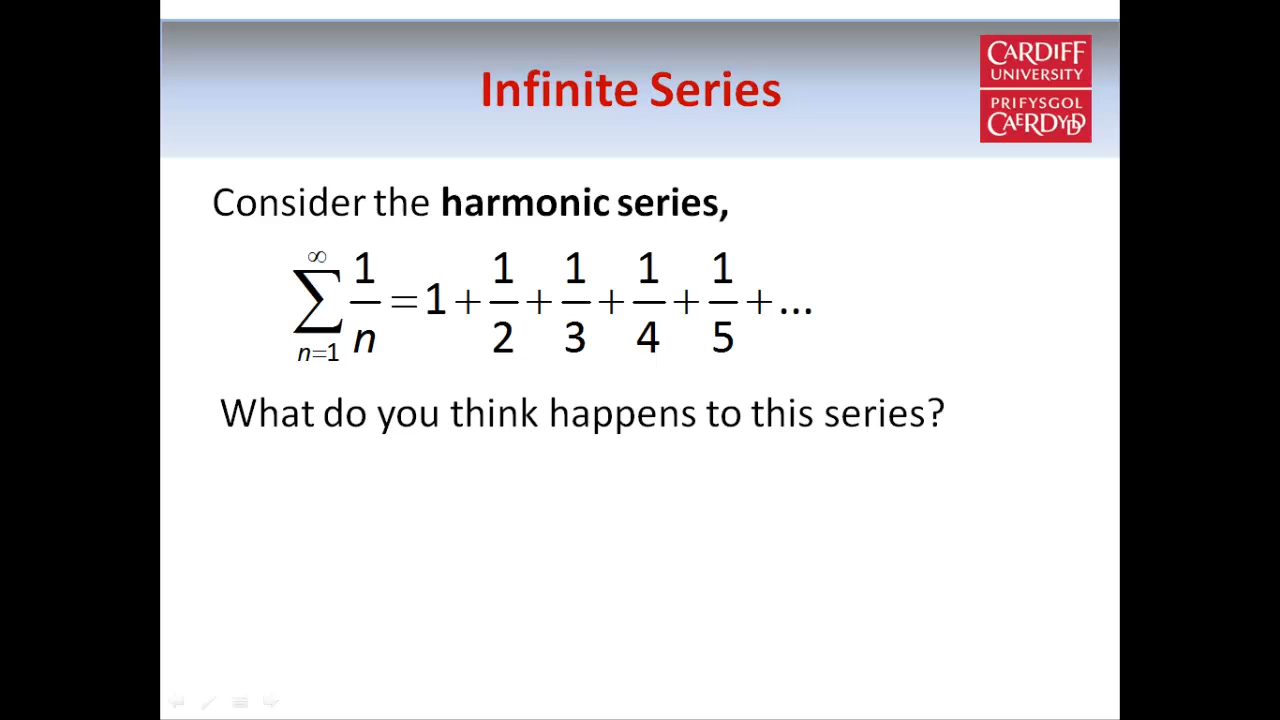 Infinite Series
CARDIFF
UNIVERSITY
PRIFYSGOL
CAERDYDD
Consider the harmonic series,
∑_{n=1}^{∞} 1/n = 1 + 1/2 + 1/3 + 1/4 + 1/5 + ...
What do you think happens to this series?